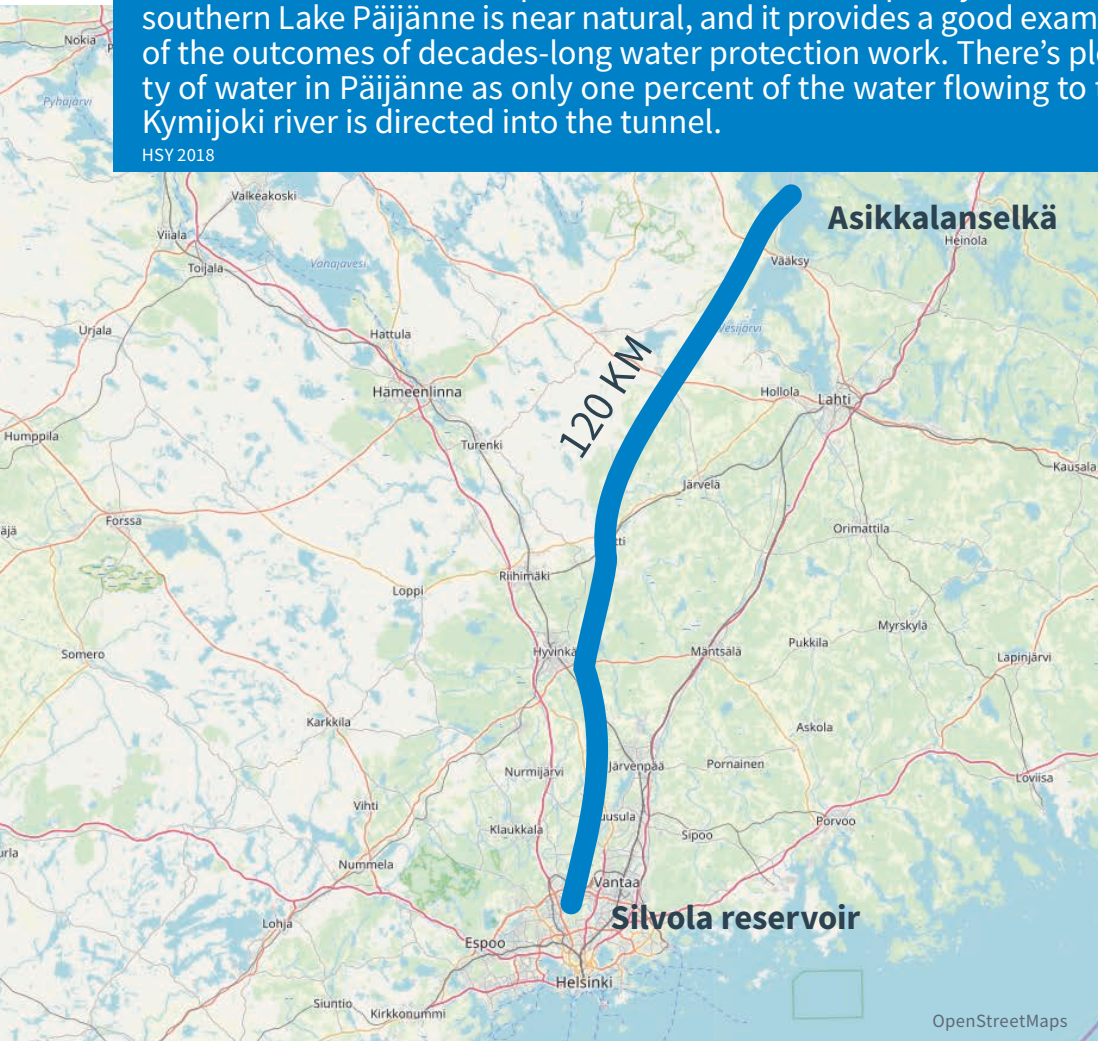 southern Lake Päijänne is near natural, and it provides a good exam
of the outcomes of decades-long water protection work. There's ple
ty of water in Päijänne as only one percent of the water flowing to
Kymijoki river is directed into the tunnel.
HSY 2018
Nokia
Pyhäjärvi
Valkeakoski
Asikkalanselkä
Viiala
Heinola
Toijala
Vanajavesi
Vääksy
Urjala
Hattula
Vesijärvi
120 KM
Hämeenlinna
Hollola
Lahti
Humppila
Turenki
Kausala
Järvelä
Forssa
Orimattila
Riihimäki
Loppi
Myrskylä
Pukkila
Somero
Hyvinkä
Mäntsälä
Lapinjärvi
Karkkila
Askola
Nurmijärvi
Järvenpää
Pornainen
Loviisa
Vihti
Klaukkala
uusula
Sipoo
Porvoo
Nummela
Vantaa
Silvola reservoir
Lohja
Espoo
Helsinki
Siuntio
Kirkkonummi
OpenStreetMaps